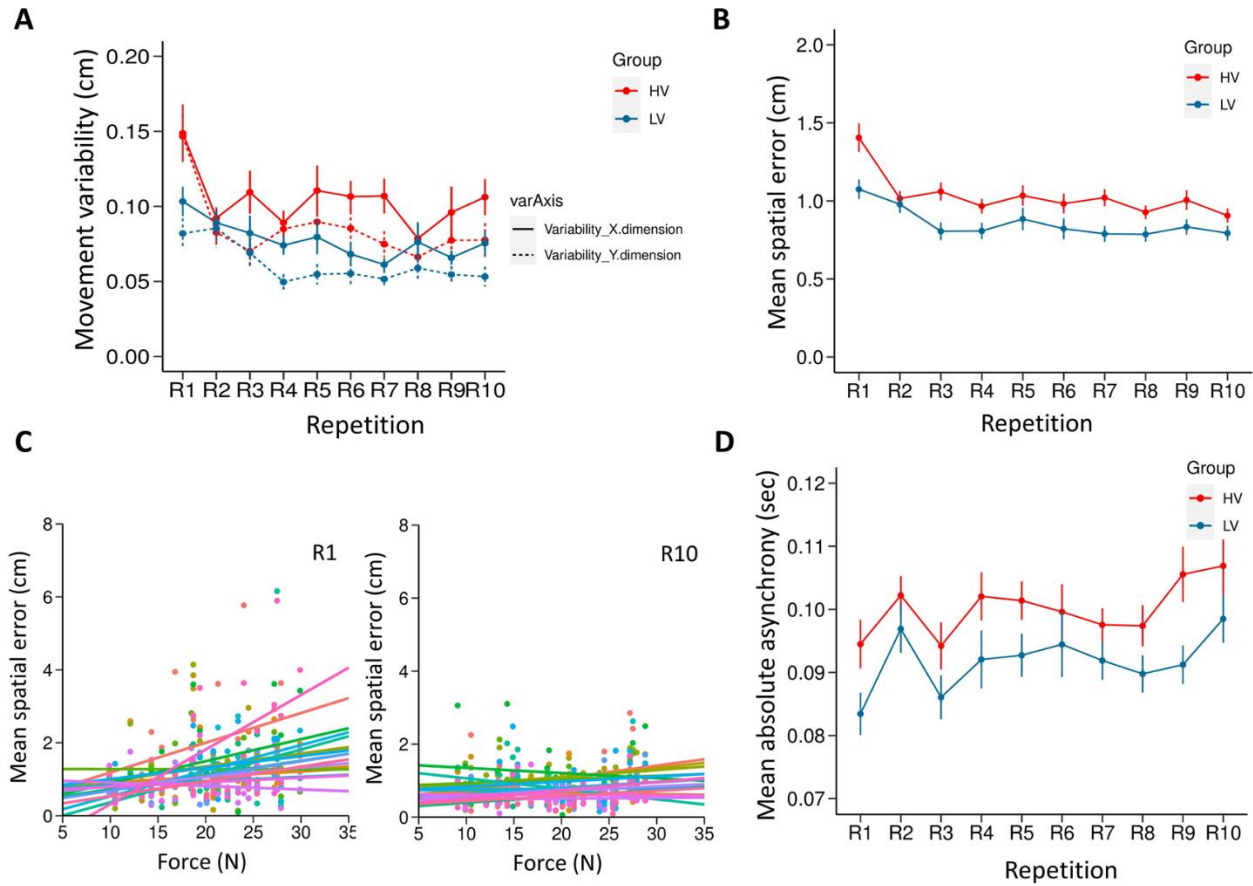 A
Movement variability (cm)
0.20
0.15
0.10
0.05
0.00
R1 R2 R3 R4 R5 R6 R7 R8 R9 R10
Repetition
Group
HV
LV
varAxis
Variability_X.dimension
Variability_Y.dimension
B
Mean spatial error (cm)
2.0
1.5
1.0
0.5
0.0
R1 R2 R3 R4 R5 R6 R7 R8 R9 R10
Repetition
Group
HV
LV
C
Mean spatial error (cm)
8
6
4
2
0
R1
5 10 15 20 25 30 35
Force (N)
Mean spatial error (cm)
8
6
4
2
0
R10
5 10 15 20 25 30 35
Force (N)
D
Mean absolute asynchrony (sec)
0.12
0.11
0.10
0.09
0.08
0.07
R1 R2 R3 R4 R5 R6 R7 R8 R9 R10
Repetition
Group
HV
LV